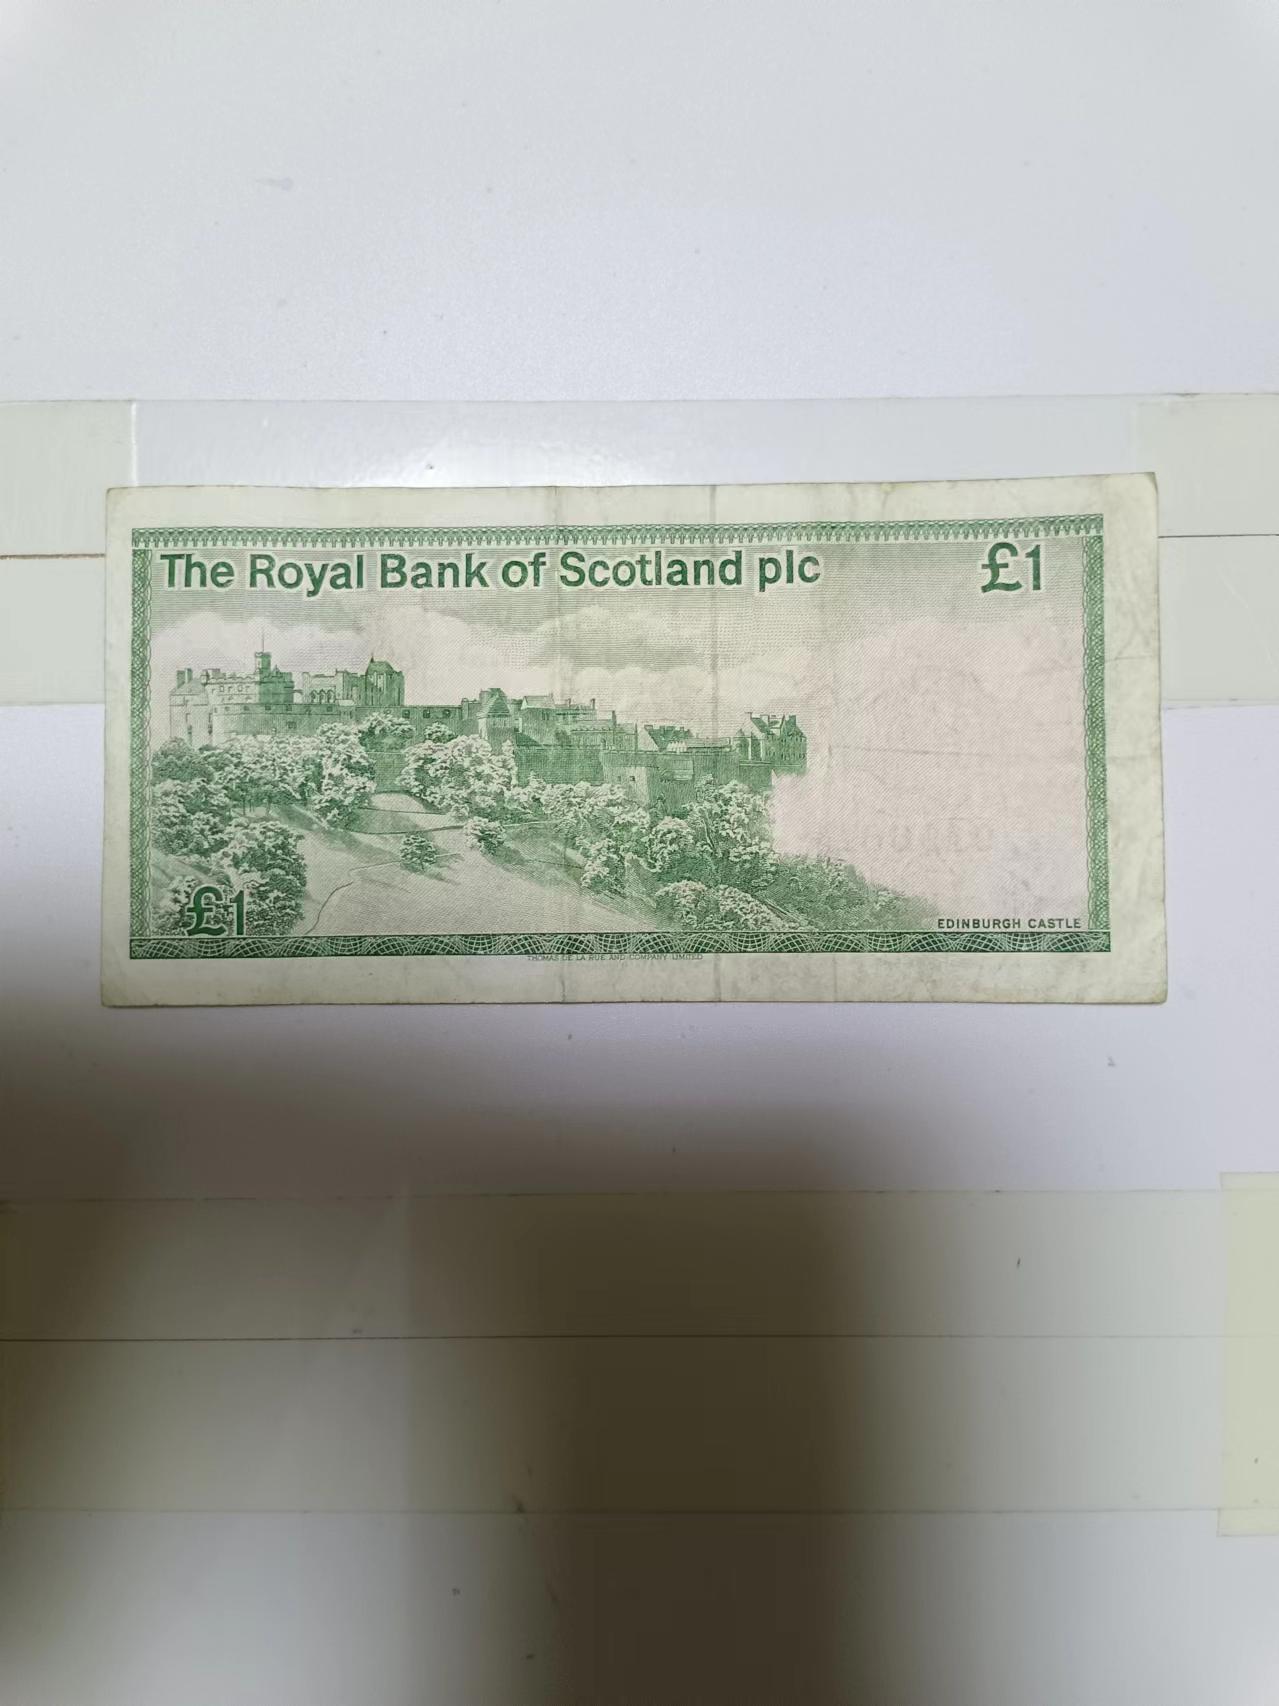 The Royal Bank of Scotland plc
£1
£1
EDINBURGH CASTLE
THOMAS DE LA RUE AND COMPANY LIMITED